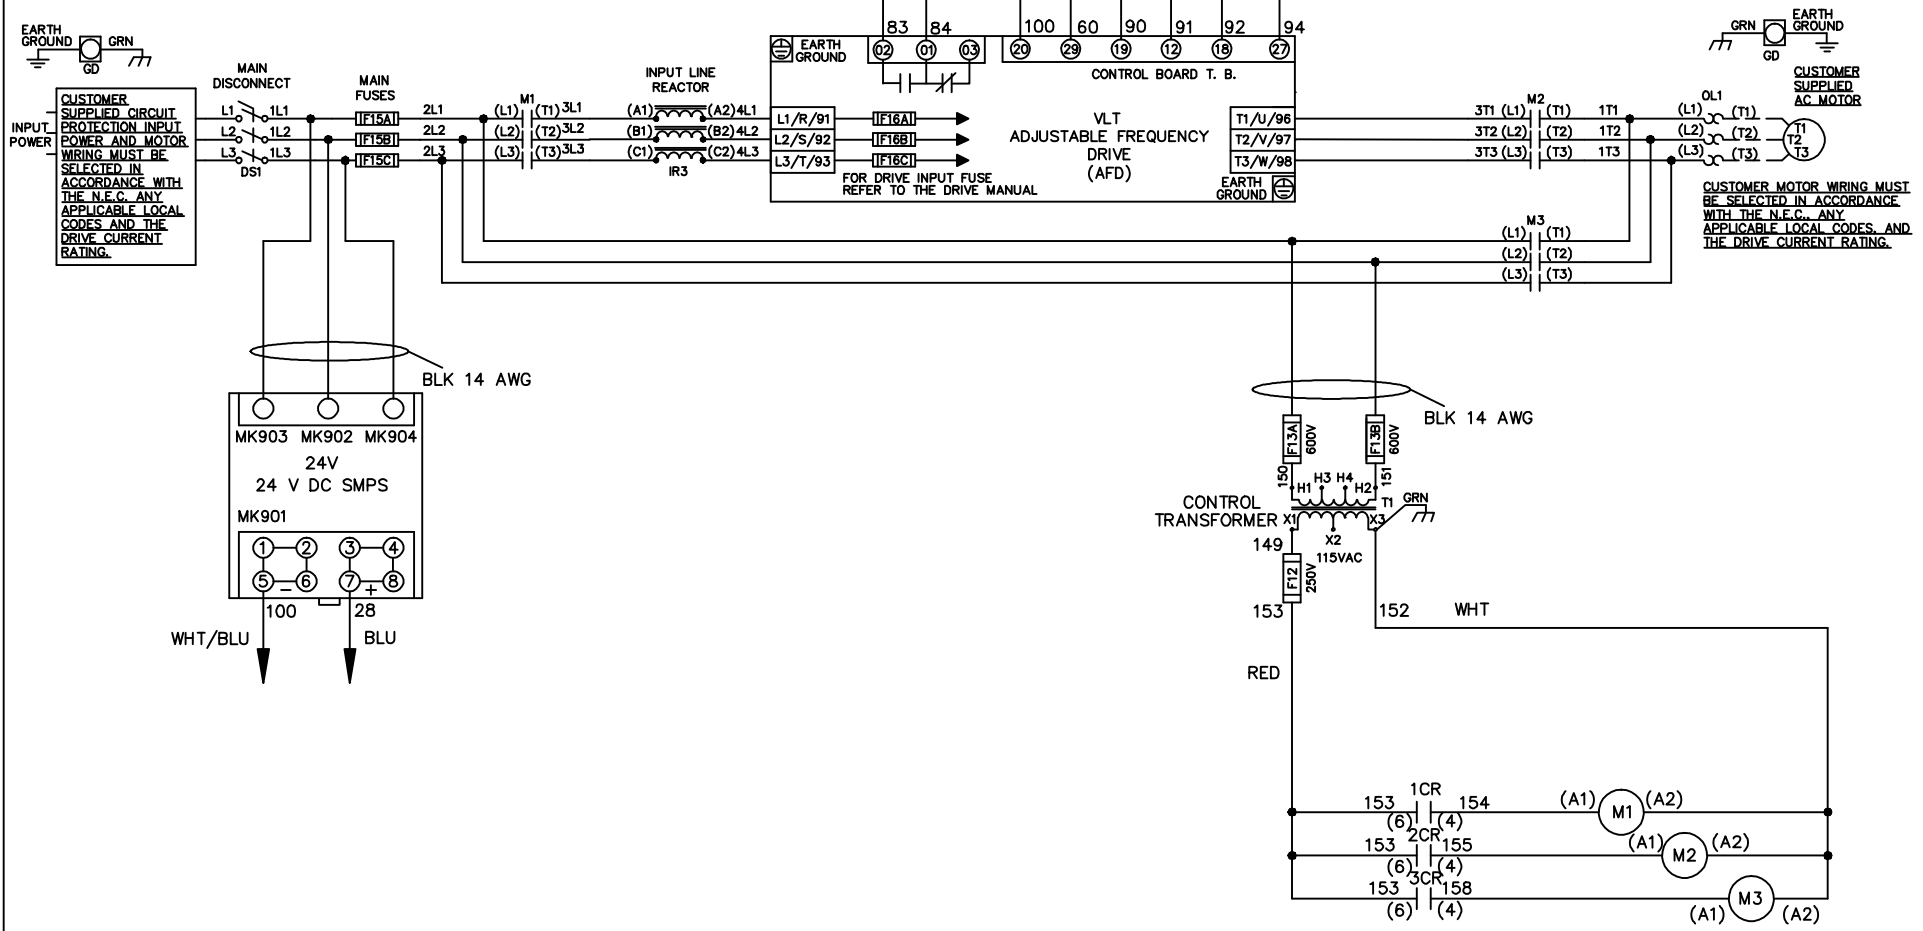 83 84 100 60 90 91 92 94
EARTH
GROUND
GRN
GD
02 01 03
20 29 19 12 18 27
EARTH
GROUND
CONTROL BOARD T. B.
GRN
EARTH
GROUND
GD
MAIN
DISCONNECT
MAIN
FUSES
INPUT LINE
REACTOR
CUSTOMER
SUPPLIED
AC MOTOR
INPUT
POWER
CUSTOMER
SUPPLIED CIRCUIT
PROTECTION INPUT
POWER AND MOTOR
WIRING MUST BE
SELECTED IN
ACCORDANCE WITH
THE N.E.C. ANY
APPLICABLE LOCAL
CODES AND THE
DRIVE CURRENT
RATING.
L1 1L1
L2 1L2
L3 1L3
DS1
F15A
F15B
F15C
2L1
2L2
2L3
M1
(L1) (T1) 3L1
(L2) (T2) 3L2
(L3) (T3) 3L3
(A1) (A2) 4L1
(B1) (B2) 4L2
(C1) (C2) 4L3
IR3
L1/R/91
L2/S/92
L3/T/93
F16A
F16B
F16C
FOR DRIVE INPUT FUSE
REFER TO THE DRIVE MANUAL
VLT
ADJUSTABLE FREQUENCY
DRIVE
(AFD)
T1/U/96
T2/V/97
T3/W/98
EARTH
GROUND
M2
3T1 (L1) (T1) 1T1
3T2 (L2) (T2) 1T2
3T3 (L3) (T3) 1T3
OL1
(L1) (T1)
(L2) (T2)
(L3) (T3)
T1
T2
T3
CUSTOMER MOTOR WIRING MUST
BE SELECTED IN ACCORDANCE
WITH THE N.E.C., ANY
APPLICABLE LOCAL CODES, AND
THE DRIVE CURRENT RATING.
M3
(L1) (T1)
(L2) (T2)
(L3) (T3)
BLK 14 AWG
MK903 MK902 MK904
24V
24 V DC SMPS
MK901
1 2 3 4
5 - 6 7 + 8
100 28
WHT/BLU BLU
BLK 14 AWG
F13A 600V
F13B 600V
150 151
H1 H3 H4 H2
T1
GRN
CONTROL
TRANSFORMER
X1 X3
X2
115VAC
149
F12 250V
153
152
WHT
RED
1CR
153 154
(6) (4)
(A1) M1 (A2)
2CR
153 155
(6) (4)
(A1) M2 (A2)
3CR
153 158
(6) (4)
(A1) M3 (A2)